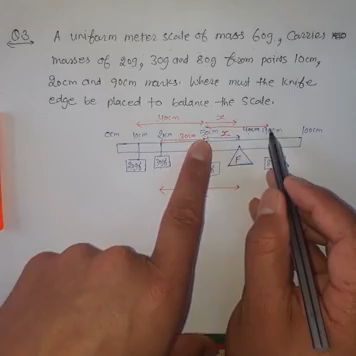 Q3. A uniform meter scale of mass 60g, carries
masses of 20g, 30g and 80g from points 10cm,
20cm and 90cm marks. Where must the knife
edge be placed to balance the scale.
40cm x
0cm 10cm 50cm 100cm
30cm x
20g 30g K